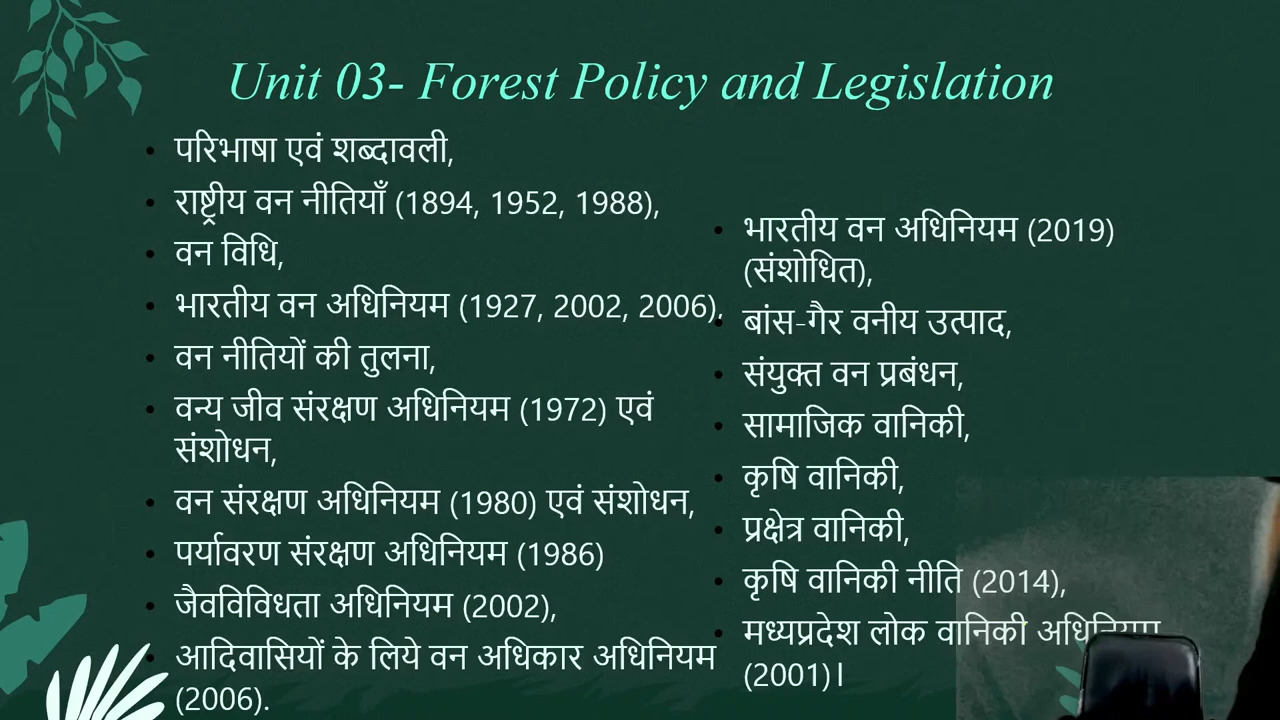 Unit 03- Forest Policy and Legislation
• परिभाषा एवं शब्दावली,
• राष्ट्रीय वन नीतियाँ (1894, 1952, 1988),
• वन विधि,
• भारतीय वन अधिनियम (1927, 2002, 2006),
• वन नीतियों की तुलना,
• वन्य जीव संरक्षण अधिनियम (1972) एवं
संशोधन,
• वन संरक्षण अधिनियम (1980) एवं संशोधन,
• पर्यावरण संरक्षण अधिनियम (1986)
• जैवविविधता अधिनियम (2002),
• आदिवासियों के लिये वन अधिकार अधिनियम
(2006).
• भारतीय वन अधिनियम (2019)
(संशोधित),
• बांस-गैर वनीय उत्पाद,
• संयुक्त वन प्रबंधन,
• सामाजिक वानिकी,
• कृषि वानिकी,
• प्रक्षेत्र वानिकी,
• कृषि वानिकी नीति (2014),
• मध्यप्रदेश लोक वानिकी अधिनियम
(2001)।